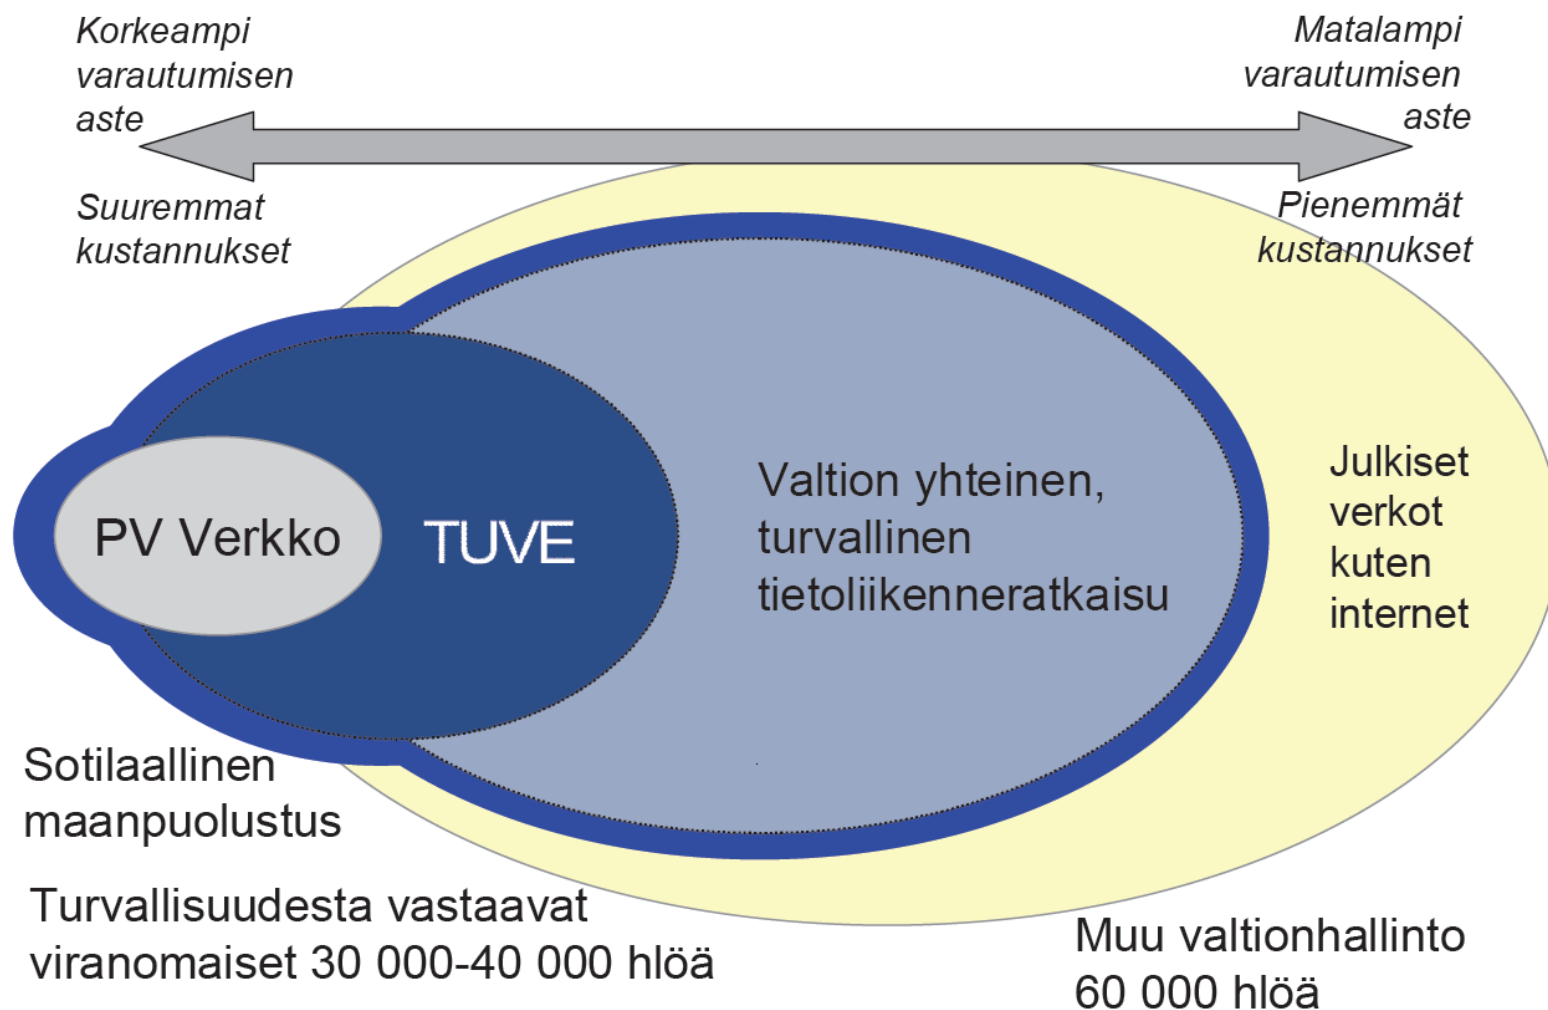 Korkeampi
varautumisen
aste
Matalampi
varautumisen
aste
Suuremmat
kustannukset
Pienemmät
kustannukset
PV Verkko
TUVE
Valtion yhteinen,
turvallinen
tietoliikenneratkaisu
Julkiset
verkot
kuten
internet
Sotilaallinen
maanpuolustus
Turvallisuudesta vastaavat
viranomaiset 30 000-40 000 hlöä
Muu valtionhallinto
60 000 hlöä